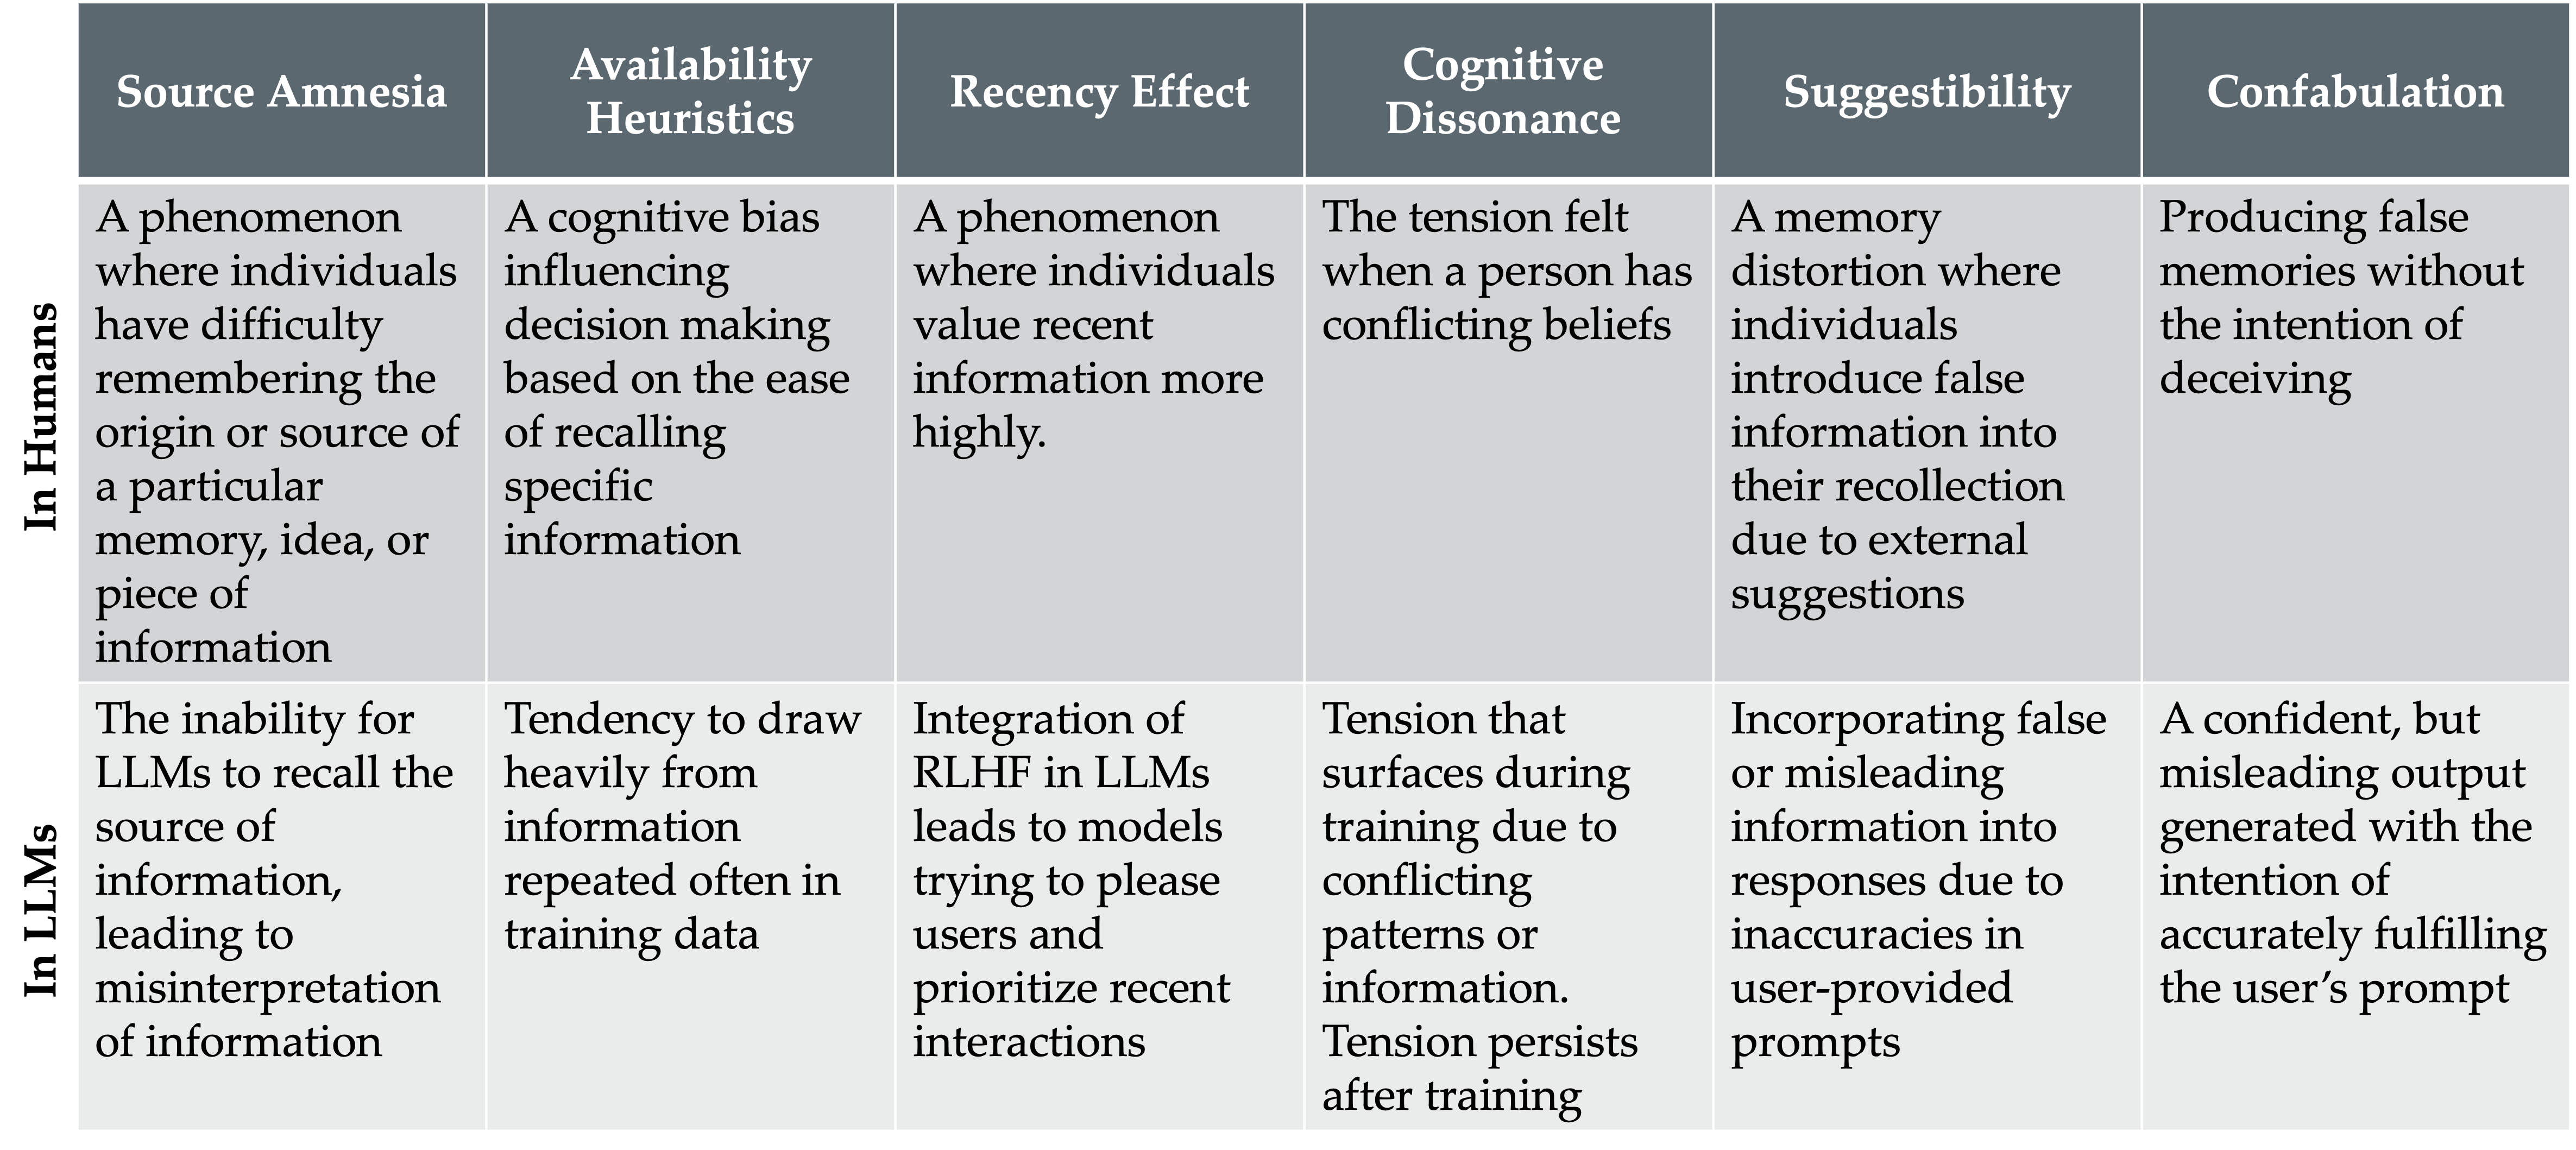 Source Amnesia
Availability
Heuristics
Recency Effect
Cognitive
Dissonance
Suggestibility
Confabulation
In Humans
A phenomenon
where individuals
have difficulty
remembering the
origin or source of
a particular
memory, idea, or
piece of
information
A cognitive bias
influencing
decision making
based on the ease
of recalling
specific
information
A phenomenon
where individuals
value recent
information more
highly.
The tension felt
when a person has
conflicting beliefs
A memory
distortion where
individuals
introduce false
information into
their recollection
due to external
suggestions
Producing false
memories without
the intention of
deceiving
In LLMs
The inability for
LLMs to recall the
source of
information,
leading to
misinterpretation
of information
Tendency to draw
heavily from
information
repeated often in
training data
Integration of
RLHF in LLMs
leads to models
trying to please
users and
prioritize recent
interactions
Tension that
surfaces during
training due to
conflicting
patterns or
information.
Tension persists
after training
Incorporating false
or misleading
information into
responses due to
inaccuracies in
user-provided
prompts
A confident, but
misleading output
generated with the
intention of
accurately fulfilling
the user’s prompt